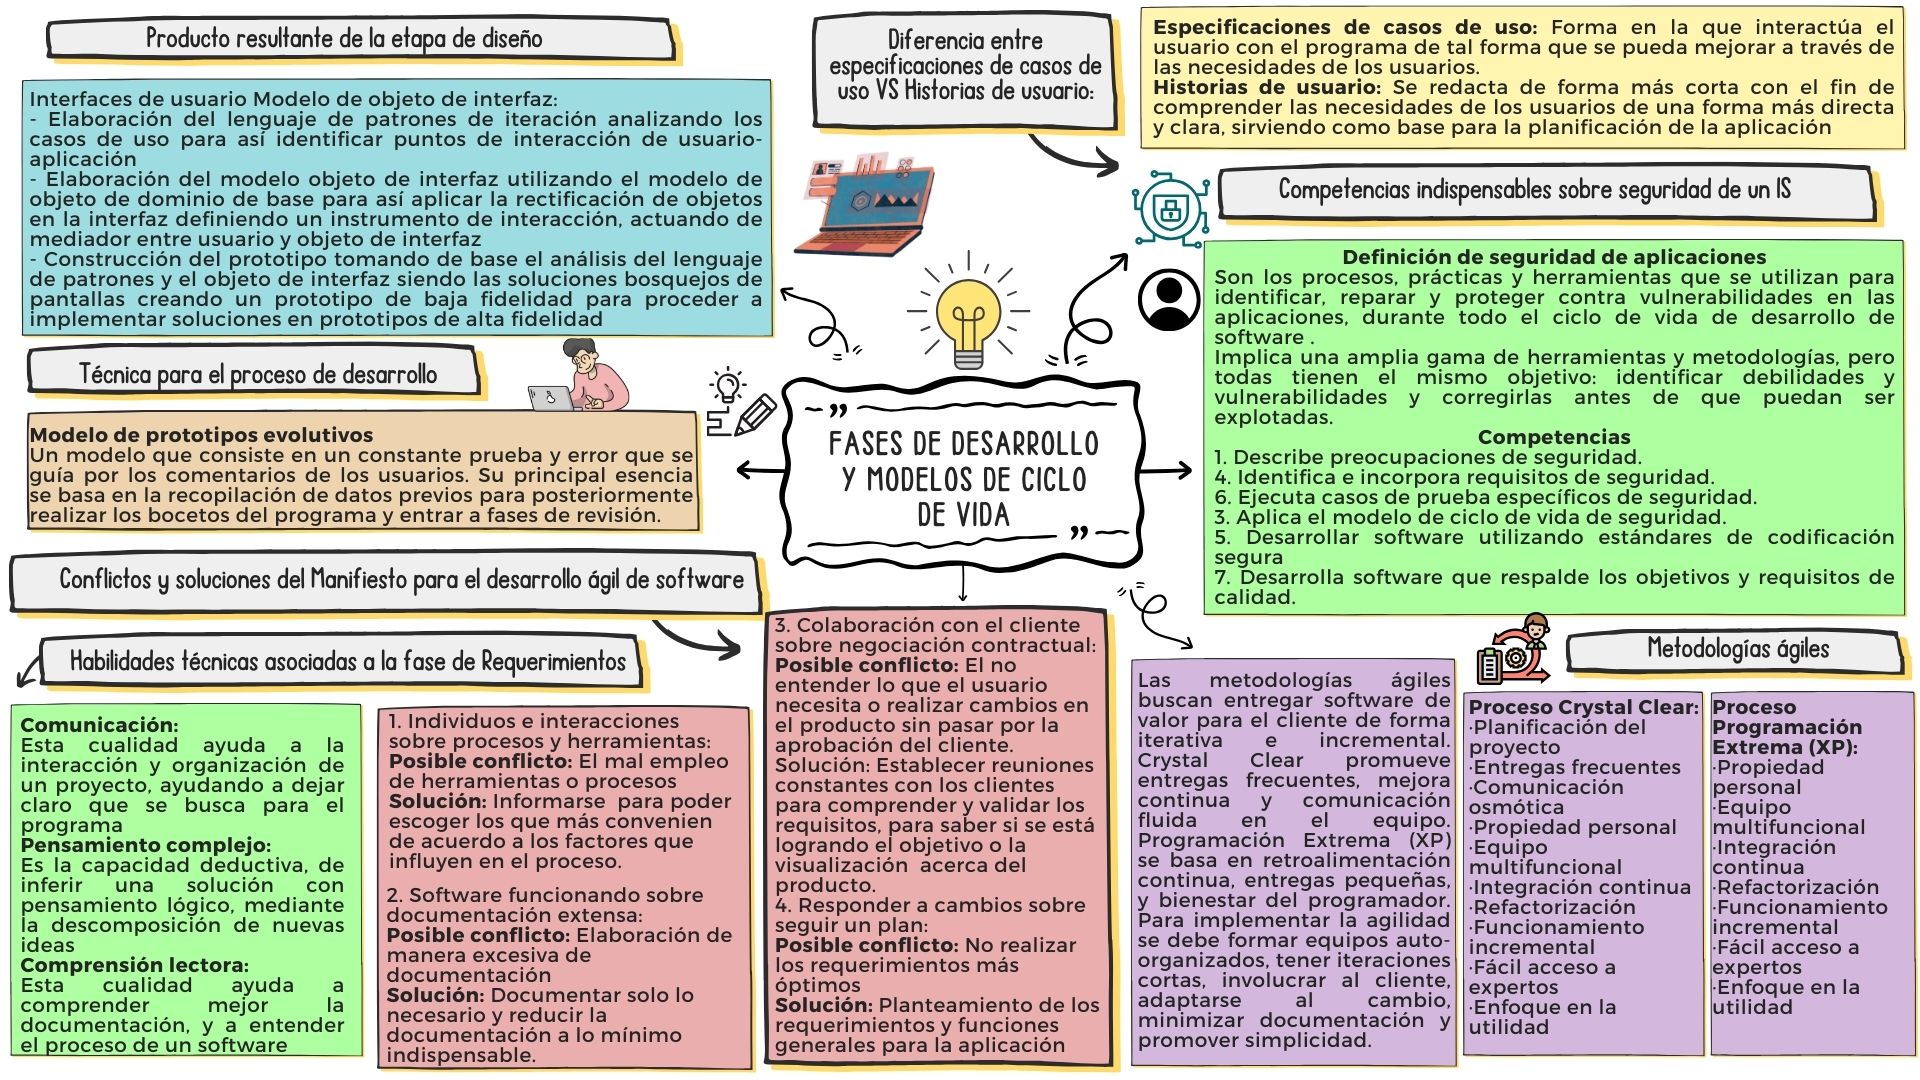 Producto resultante de la etapa de diseño
Interfaces de usuario Modelo de objeto de interfaz:
- Elaboración del lenguaje de patrones de iteración analizando los
casos de uso para así identificar puntos de interacción de usuario-
aplicación
- Elaboración del modelo objeto de interfaz utilizando el modelo de
objeto de dominio de base para así aplicar la rectificación de objetos
en la interfaz definiendo un instrumento de interacción, actuando de
mediador entre usuario y objeto de interfaz
- Construcción del prototipo tomando de base el análisis del lenguaje
de patrones y el objeto de interfaz siendo las soluciones bosquejos de
pantallas creando un prototipo de baja fidelidad para proceder a
implementar soluciones en prototipos de alta fidelidad
Diferencia entre
especificaciones de casos de
uso VS Historias de usuario:
Especificaciones de casos de uso: Forma en la que interactúa el
usuario con el programa de tal forma que se pueda mejorar a través de
las necesidades de los usuarios.
Historias de usuario: Se redacta de forma más corta con el fin de
comprender las necesidades de los usuarios de una forma más directa
y clara, sirviendo como base para la planificación de la aplicación
Competencias indispensables sobre seguridad de un IS
Definición de seguridad de aplicaciones
Son los procesos, prácticas y herramientas que se utilizan para
identificar, reparar y proteger contra vulnerabilidades en las
aplicaciones, durante todo el ciclo de vida de desarrollo de
software .
Implica una amplia gama de herramientas y metodologías, pero
todas tienen el mismo objetivo: identificar debilidades y
vulnerabilidades y corregirlas antes de que puedan ser
explotadas.
Competencias
1. Describe preocupaciones de seguridad.
4. Identifica e incorpora requisitos de seguridad.
6. Ejecuta casos de prueba específicos de seguridad.
3. Aplica el modelo de ciclo de vida de seguridad.
5. Desarrollar software utilizando estándares de codificación
segura
7. Desarrolla software que respalde los objetivos y requisitos de
calidad.
Técnica para el proceso de desarrollo
Modelo de prototipos evolutivos
Un modelo que consiste en un constante prueba y error que se
guía por los comentarios de los usuarios. Su principal esencia
se basa en la recopilación de datos previos para posteriormente
realizar los bocetos del programa y entrar a fases de revisión.
FASES DE DESARROLLO
Y MODELOS DE CICLO
DE VIDA
Conflictos y soluciones del Manifiesto para el desarrollo ágil de software
Habilidades técnicas asociadas a la fase de Requerimientos
Comunicación:
Esta cualidad ayuda a la
interacción y organización de
un proyecto, ayudando a dejar
claro que se busca para el
programa
Pensamiento complejo:
Es la capacidad deductiva, de
inferir una solución con
pensamiento lógico, mediante
la descomposición de nuevas
ideas
Comprensión lectora:
Esta cualidad ayuda a
comprender mejor la
documentación, y a entender
el proceso de un software
1. Individuos e interacciones
sobre procesos y herramientas:
Posible conflicto: El mal empleo
de herramientas o procesos
Solución: Informarse para poder
escoger los que más convenien
de acuerdo a los factores que
influyen en el proceso.
2. Software funcionando sobre
documentación extensa:
Posible conflicto: Elaboración de
manera excesiva de
documentación
Solución: Documentar solo lo
necesario y reducir la
documentación a lo mínimo
indispensable.
3. Colaboración con el cliente
sobre negociación contractual:
Posible conflicto: El no
entender lo que el usuario
necesita o realizar cambios en
el producto sin pasar por la
aprobación del cliente.
Solución: Establecer reuniones
constantes con los clientes
para comprender y validar los
requisitos, para saber si se está
logrando el objetivo o la
visualización acerca del
producto.
4. Responder a cambios sobre
seguir un plan:
Posible conflicto: No realizar
los requerimientos más
óptimos
Solución: Planteamiento de los
requerimientos y funciones
generales para la aplicación
Metodologías ágiles
Las metodologías ágiles
buscan entregar software de
valor para el cliente de forma
iterativa e incremental.
Crystal Clear promueve
entregas frecuentes, mejora
continua y comunicación
fluida en el equipo.
Programación Extrema (XP)
se basa en retroalimentación
continua, entregas pequeñas,
y bienestar del programador.
Para implementar la agilidad
se debe formar equipos auto-
organizados, tener iteraciones
cortas, involucrar al cliente,
adaptarse al cambio,
minimizar documentación y
promover simplicidad.
Proceso Crystal Clear:
·Planificación del
proyecto
·Entregas frecuentes
·Comunicación
osmótica
·Propiedad personal
·Equipo
multifuncional
·Integración continua
·Refactorización
·Funcionamiento
incremental
·Fácil acceso a
expertos
·Enfoque en la
utilidad
Proceso
Programación
Extrema (XP):
·Propiedad
personal
·Equipo
multifuncional
·Integración
continua
·Refactorización
·Funcionamiento
incremental
·Fácil acceso a
expertos
·Enfoque en la
utilidad